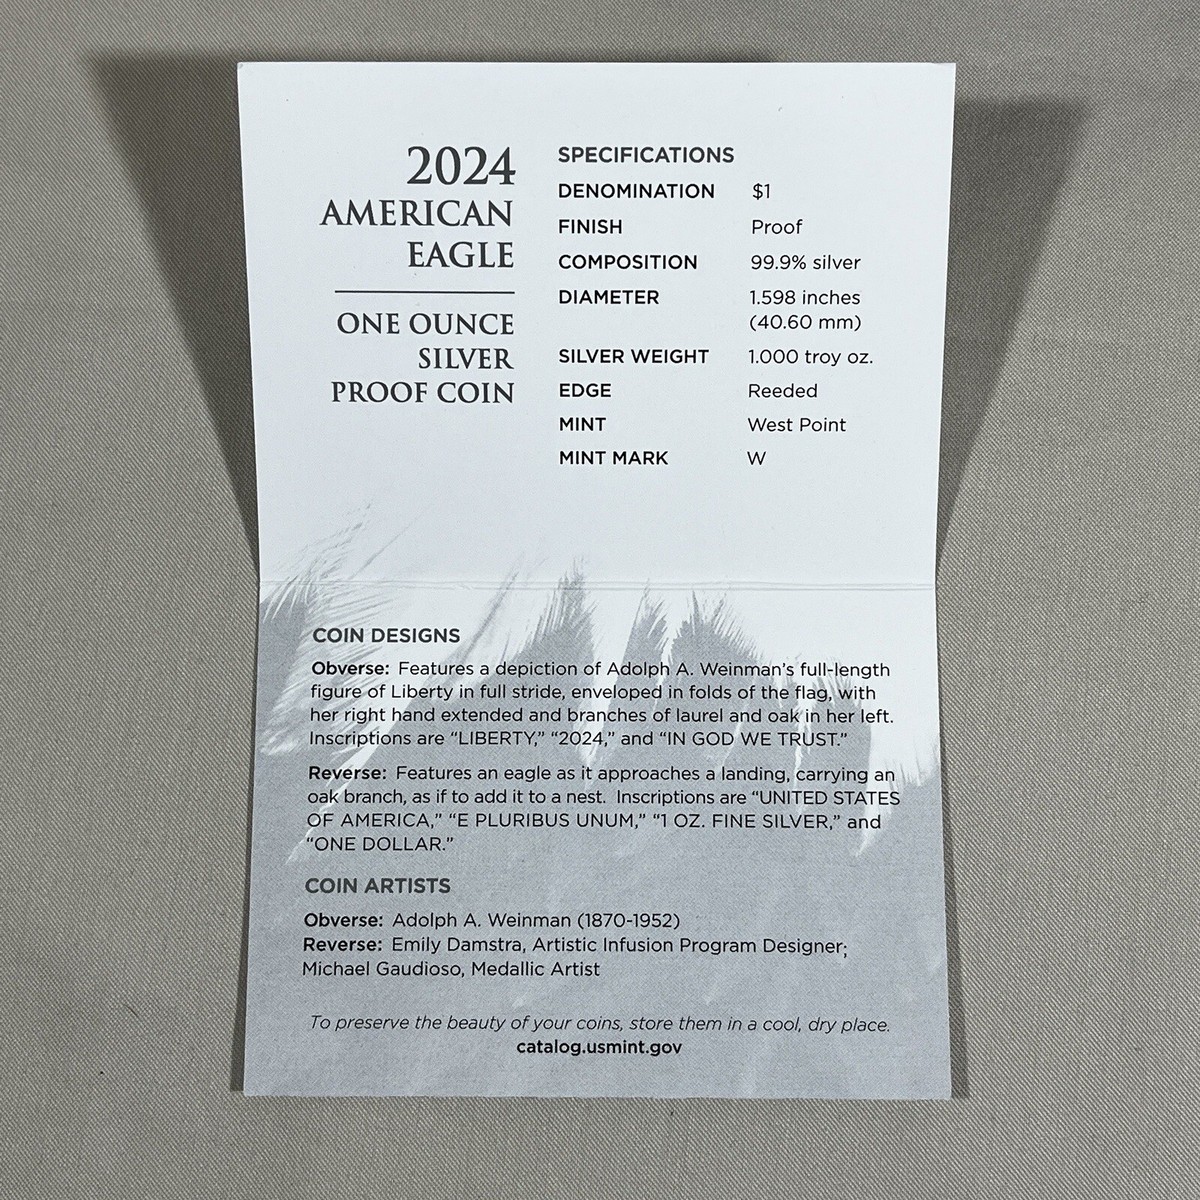 2024
AMERICAN
EAGLE
ONE OUNCE
SILVER
PROOF COIN
SPECIFICATIONS
DENOMINATION $1
FINISH Proof
COMPOSITION 99.9% silver
DIAMETER 1.598 inches
(40.60 mm)
SILVER WEIGHT 1.000 troy oz.
EDGE Reeded
MINT West Point
MINT MARK W
COIN DESIGNS
Obverse: Features a depiction of Adolph A. Weinman's full-length
figure of Liberty in full stride, enveloped in folds of the flag, with
her right hand extended and branches of laurel and oak in her left.
Inscriptions are “LIBERTY,” “2024,” and “IN GOD WE TRUST.”
Reverse: Features an eagle as it approaches a landing, carrying an
oak branch, as if to add it to a nest. Inscriptions are “UNITED STATES
OF AMERICA,” “E PLURIBUS UNUM,” “1 OZ. FINE SILVER,” and
“ONE DOLLAR.”
COIN ARTISTS
Obverse: Adolph A. Weinman (1870-1952)
Reverse: Emily Damstra, Artistic Infusion Program Designer;
Michael Gaudioso, Medallic Artist
To preserve the beauty of your coins, store them in a cool, dry place.
catalog.usmint.gov